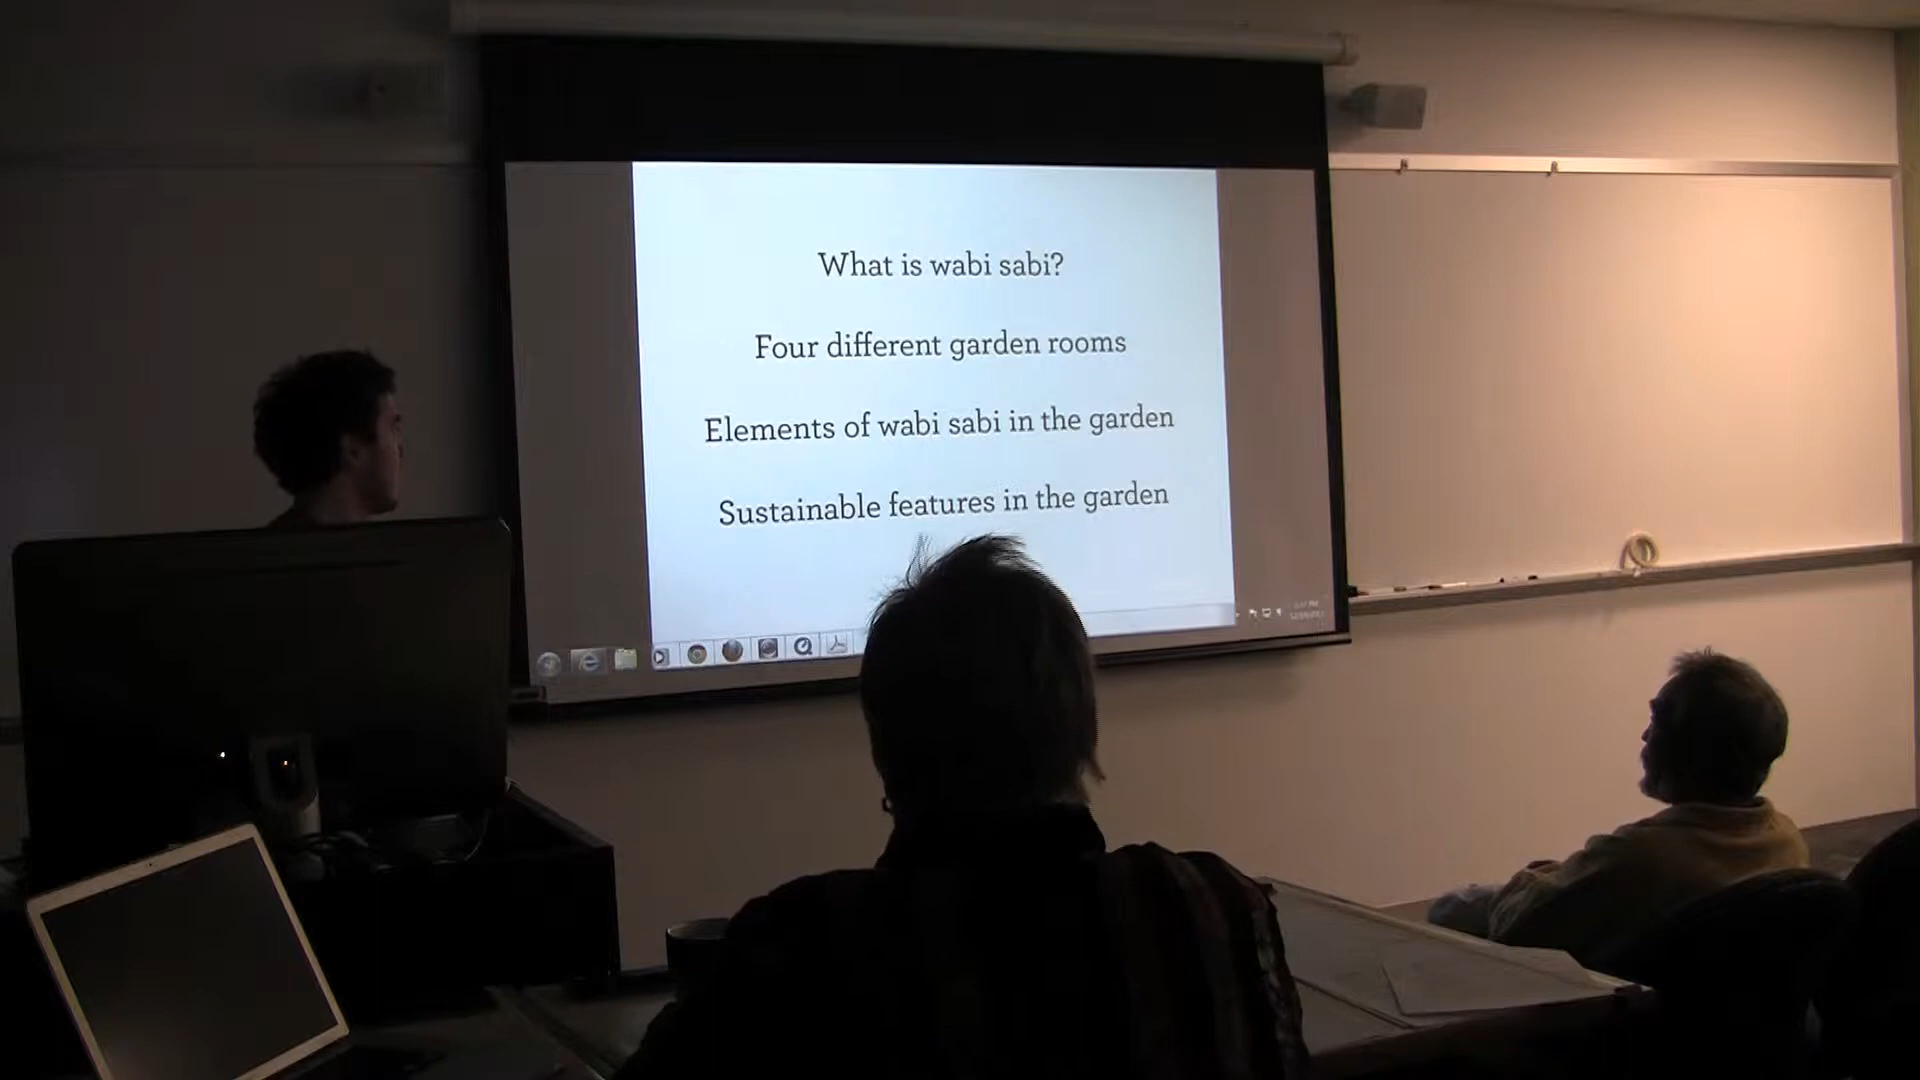 What is wabi sabi?
Four different garden rooms
Elements of wabi sabi in the garden
Sustainable features in the garden